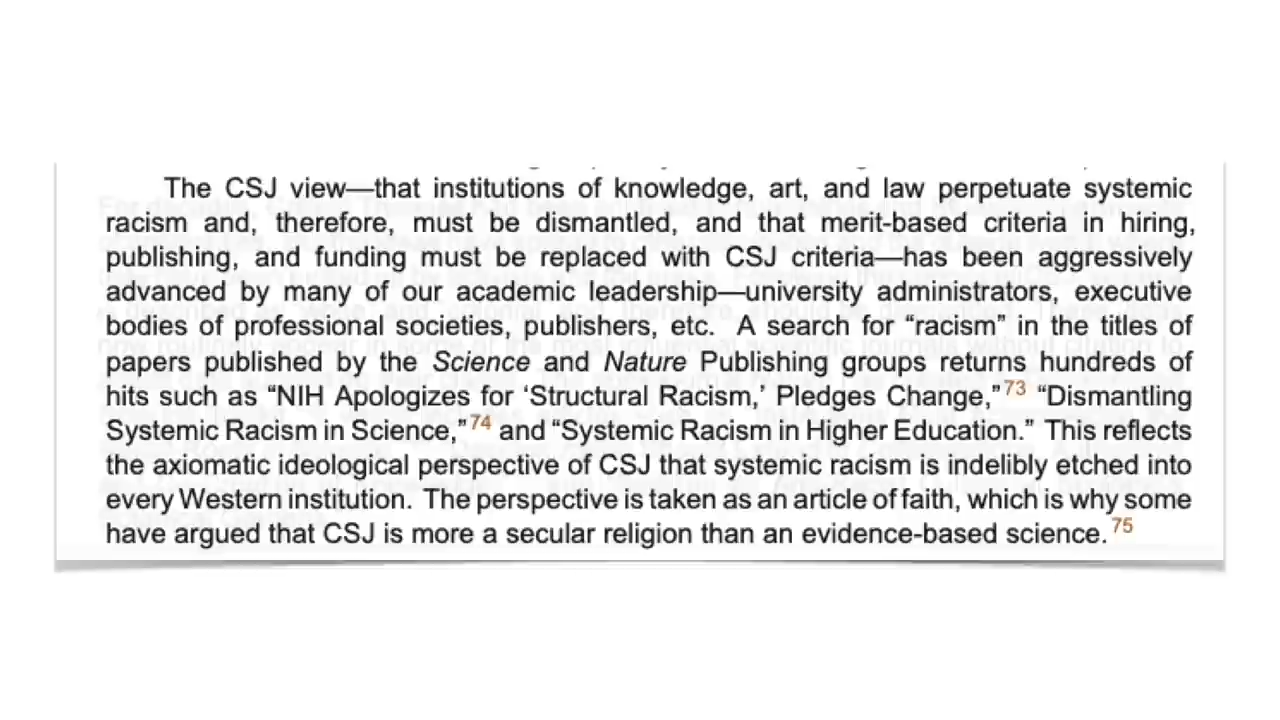 The CSJ view—that institutions of knowledge, art, and law perpetuate systemic
racism and, therefore, must be dismantled, and that merit-based criteria in hiring,
publishing, and funding must be replaced with CSJ criteria—has been aggressively
advanced by many of our academic leadership—university administrators, executive
bodies of professional societies, publishers, etc. A search for “racism” in the titles of
papers published by the Science and Nature Publishing groups returns hundreds of
hits such as “NIH Apologizes for ‘Structural Racism,’ Pledges Change,”73 “Dismantling
Systemic Racism in Science,”74 and “Systemic Racism in Higher Education.” This reflects
the axiomatic ideological perspective of CSJ that systemic racism is indelibly etched into
every Western institution. The perspective is taken as an article of faith, which is why some
have argued that CSJ is more a secular religion than an evidence-based science.75